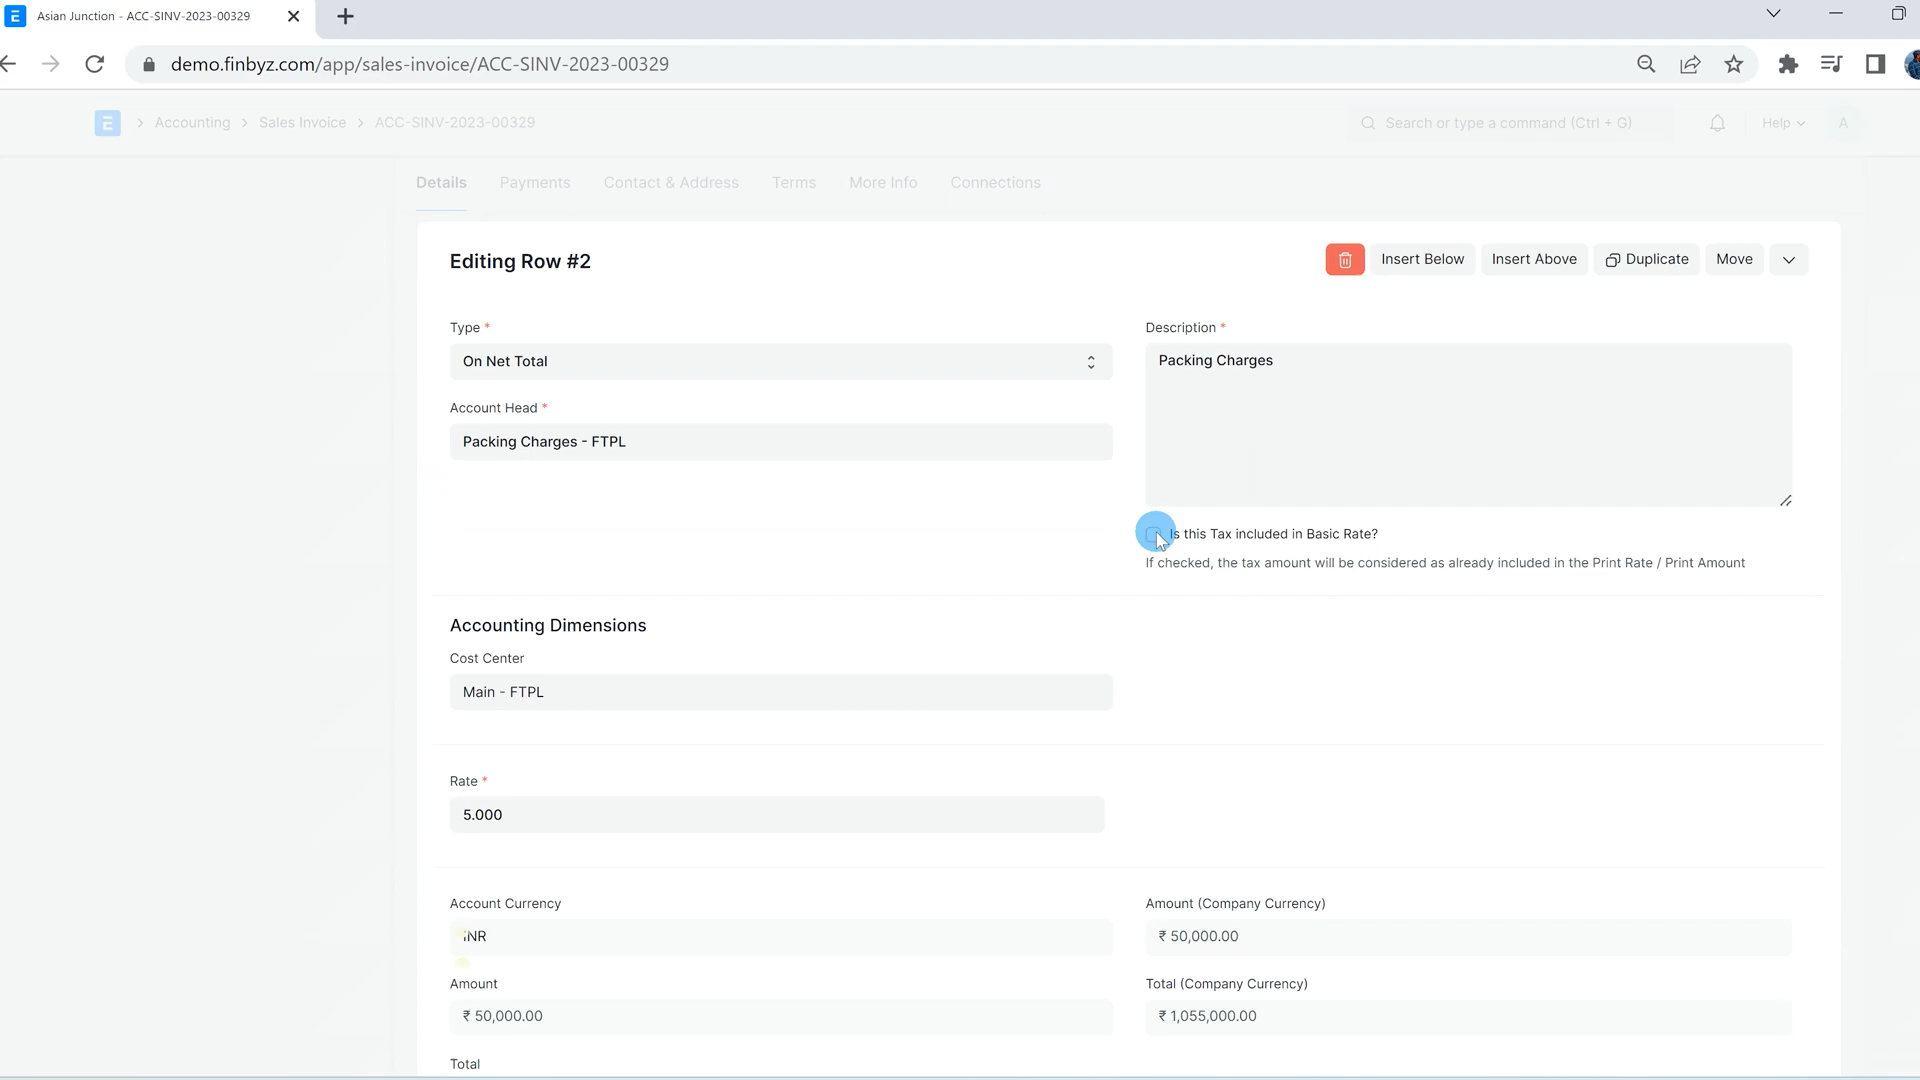 Asian Junction - ACC-SINV-2023-00329
demo.finbyz.com/app/sales-invoice/ACC-SINV-2023-00329
E > Accounting > Sales Invoice > ACC-SINV-2023-00329
Search or type a command (Ctrl + G)
Help
A
Details Payments Contact & Address Terms More Info Connections
Editing Row #2
Insert Below Insert Above Duplicate Move
Type *
On Net Total
Account Head *
Packing Charges - FTPL
Description *
Packing Charges
Is this Tax included in Basic Rate?
If checked, the tax amount will be considered as already included in the Print Rate / Print Amount
Accounting Dimensions
Cost Center
Main - FTPL
Rate *
5.000
Account Currency
INR
Amount (Company Currency)
₹ 50,000.00
Amount
₹ 50,000.00
Total (Company Currency)
₹ 1,055,000.00
Total